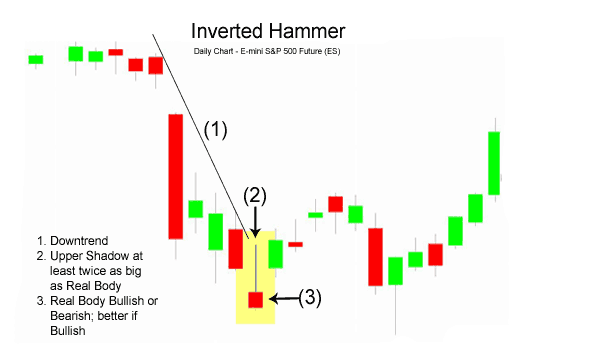 Inverted Hammer
Daily Chart - E-mini S&P 500 Future (ES)
(1)
(2)
(3)
1. Downtrend
2. Upper Shadow at
least twice as big
as Real Body
3. Real Body Bullish or
Bearish; better if
Bullish